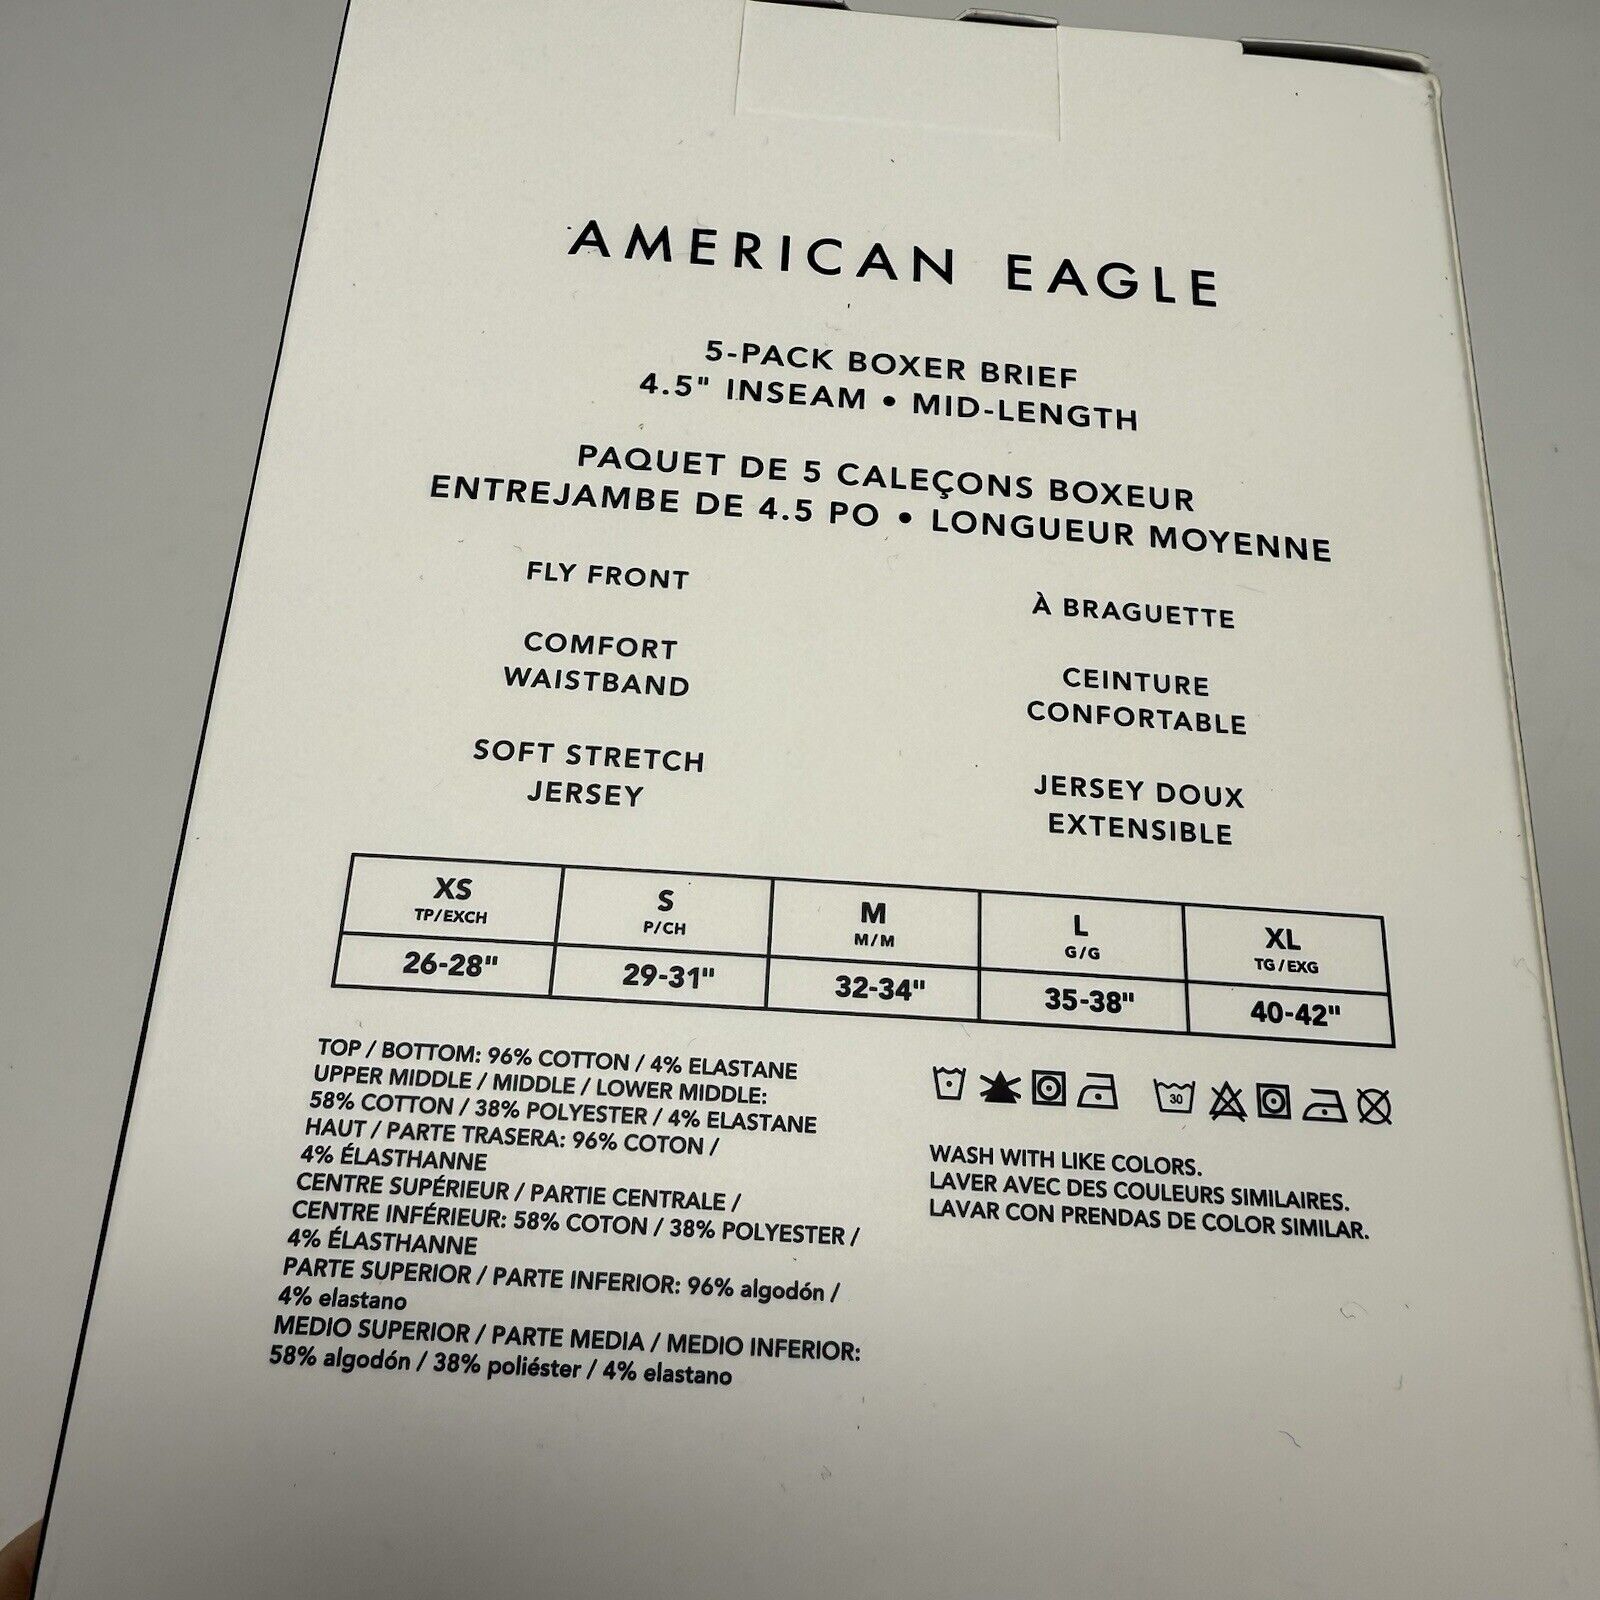 AMERICAN EAGLE
5-PACK BOXER BRIEF
4.5" INSEAM • MID-LENGTH
PAQUET DE 5 CALEÇONS BOXEUR
ENTREJAMBE DE 4.5 PO • LONGUEUR MOYENNE
FLY FRONT
COMFORT
WAISTBAND
SOFT STRETCH
JERSEY
À BRAGUETTE
CEINTURE
CONFORTABLE
JERSEY DOUX
EXTENSIBLE
XS S M L XL
TP/EXCH P/CH M/M G/G TG/EXG
26-28" 29-31" 32-34" 35-38" 40-42"
TOP / BOTTOM: 96% COTTON / 4% ELASTANE
UPPER MIDDLE / MIDDLE / LOWER MIDDLE:
58% COTTON / 38% POLYESTER / 4% ELASTANE
HAUT / PARTE TRASERA: 96% COTON /
4% ÉLASTHANNE
CENTRE SUPÉRIEUR / PARTIE CENTRALE /
CENTRE INFÉRIEUR: 58% COTON / 38% POLYESTER /
4% ÉLASTHANNE
PARTE SUPERIOR / PARTE INFERIOR: 96% algodón /
4% elastano
MEDIO SUPERIOR / PARTE MEDIA / MEDIO INFERIOR:
58% algodón / 38% poliéster / 4% elastano
30
WASH WITH LIKE COLORS.
LAVER AVEC DES COULEURS SIMILAIRES.
LAVAR CON PRENDAS DE COLOR SIMILAR.